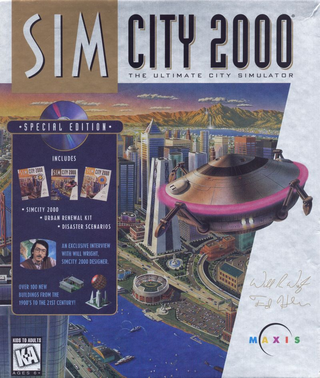 SIM CITY 2000
THE ULTIMATE CITY SIMULATOR
• SPECIAL EDITION •
INCLUDES
• SIMCITY 2000
• URBAN RENEWAL KIT
• DISASTER SCENARIOS
AN EXCLUSIVE INTERVIEW
WITH WILL WRIGHT,
SIMCITY 2000 DESIGNER.
OVER 100 NEW
BUILDINGS FROM THE
1900'S TO THE 21ST CENTURY!
KIDS TO ADULTS
K-A
AGES 6+
MAXIS